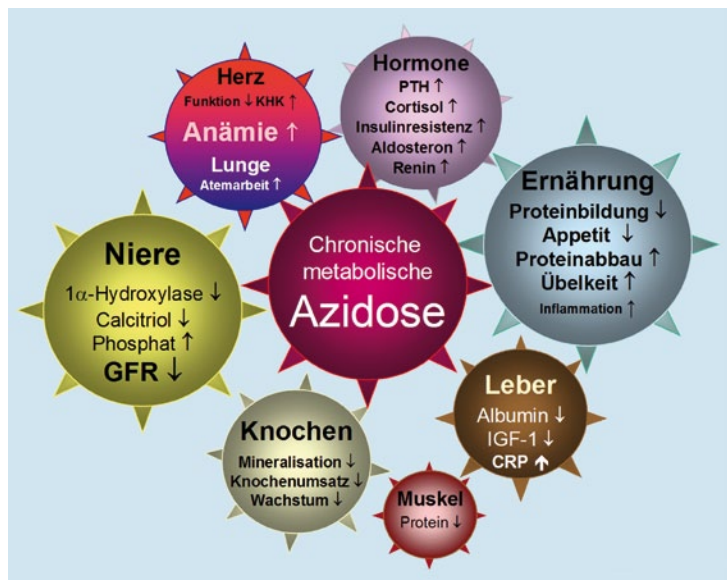 Herz
Funktion ↓ KHK ↑
Anämie ↑
Lunge
Atemarbeit ↑
Hormone
PTH ↑
Cortisol ↑
Insulinresistenz ↑
Aldosteron ↑
Renin ↑
Ernährung
Proteinbildung ↓
Appetit ↓
Proteinabbau ↑
Übelkeit ↑
Inflammation ↑
Chronische
metabolische
Azidose
Niere
1α-Hydroxylase ↓
Calcitriol ↓
Phosphat ↑
GFR ↓
Leber
Albumin ↓
IGF-1 ↓
CRP ↑
Knochen
Mineralisation ↓
Knochenumsatz ↓
Wachstum ↓
Muskel
Protein ↓